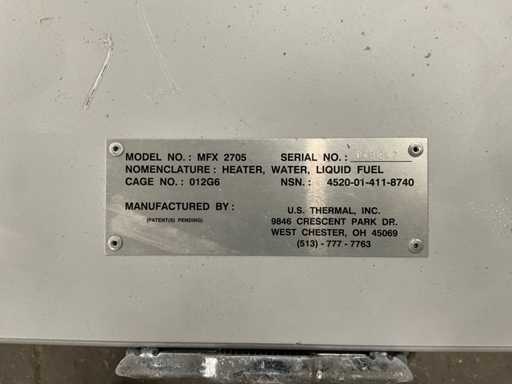 MODEL NO.: MFX 2705 SERIAL NO.:
NOMENCLATURE: HEATER, WATER, LIQUID FUEL
CAGE NO.: 012G6 NSN.: 4520-01-411-8740
MANUFACTURED BY: U.S. THERMAL, INC.
(PATENT(S) PENDING) 9846 CRESCENT PARK DR.
WEST CHESTER, OH 45069
(513) - 777 - 7763